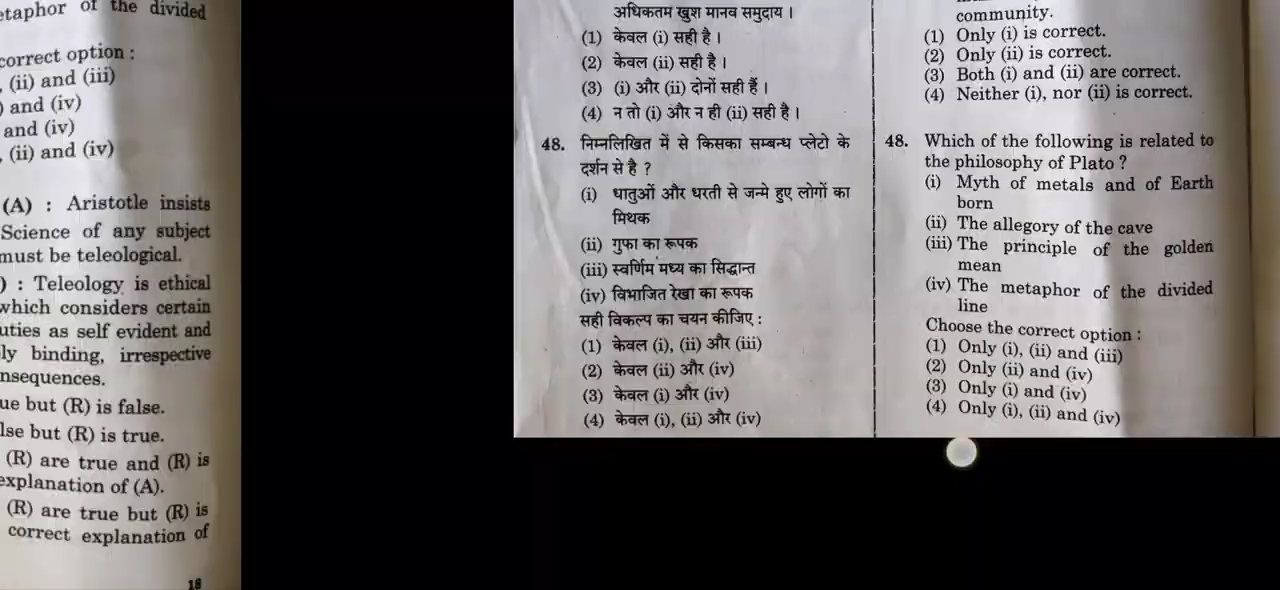 etaphor of the divided
correct option :
, (ii) and (iii)
) and (iv)
and (iv)
, (ii) and (iv)
(A) : Aristotle insists
Science of any subject
must be teleological.
) : Teleology is ethical
which considers certain
uties as self evident and
ly binding, irrespective
nsequences.
ue but (R) is false.
lse but (R) is true.
(R) are true and (R) is
explanation of (A).
(R) are true but (R) is
correct explanation of
18
अधिकतम खुश मानव समुदाय ।
(1) केवल (i) सही है ।
(2) केवल (ii) सही है ।
(3) (i) और (ii) दोनों सही हैं ।
(4) न तो (i) और न ही (ii) सही है ।
48. निम्नलिखित में से किसका सम्बन्ध प्लेटो के
दर्शन से है ?
(i) धातुओं और धरती से जन्मे हुए लोगों का
मिथक
(ii) गुफा का रूपक
(iii) स्वर्णिम मध्य का सिद्धान्त
(iv) विभाजित रेखा का रूपक
सही विकल्प का चयन कीजिए :
(1) केवल (i), (ii) और (iii)
(2) केवल (ii) और (iv)
(3) केवल (i) और (iv)
(4) केवल (i), (ii) और (iv)
community.
(1) Only (i) is correct.
(2) Only (ii) is correct.
(3) Both (i) and (ii) are correct.
(4) Neither (i), nor (ii) is correct.
48. Which of the following is related to
the philosophy of Plato ?
(i) Myth of metals and of Earth
born
(ii) The allegory of the cave
(iii) The principle of the golden
mean
(iv) The metaphor of the divided
line
Choose the correct option :
(1) Only (i), (ii) and (iii)
(2) Only (ii) and (iv)
(3) Only (i) and (iv)
(4) Only (i), (ii) and (iv)